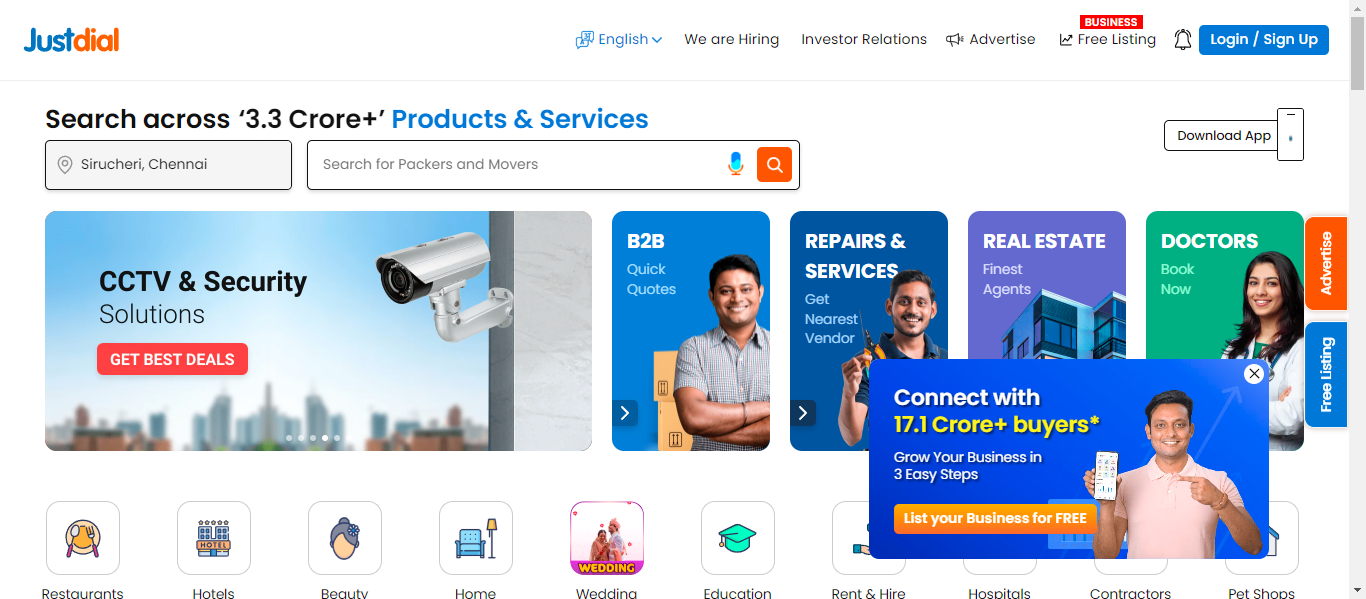 Justdial
English
We are Hiring
Investor Relations
Advertise
BUSINESS
Free Listing
Login / Sign Up
Search across ‘3.3 Crore+’ Products & Services
Download App
Sirucheri, Chennai
Search for Packers and Movers
CCTV & Security
Solutions
GET BEST DEALS
B2B
Quick
Quotes
REPAIRS &
SERVICES
Get
Nearest
Vendor
REAL ESTATE
Finest
Agents
DOCTORS
Book
Now
Advertise
Free Listing
Connect with
17.1 Crore+ buyers*
Grow Your Business in
3 Easy Steps
List your Business for FREE
HOTEL
WEDDING
Restaurants
Hotels
Beauty
Home
Wedding
Education
Rent & Hire
Hospitals
Contractors
Pet Shops